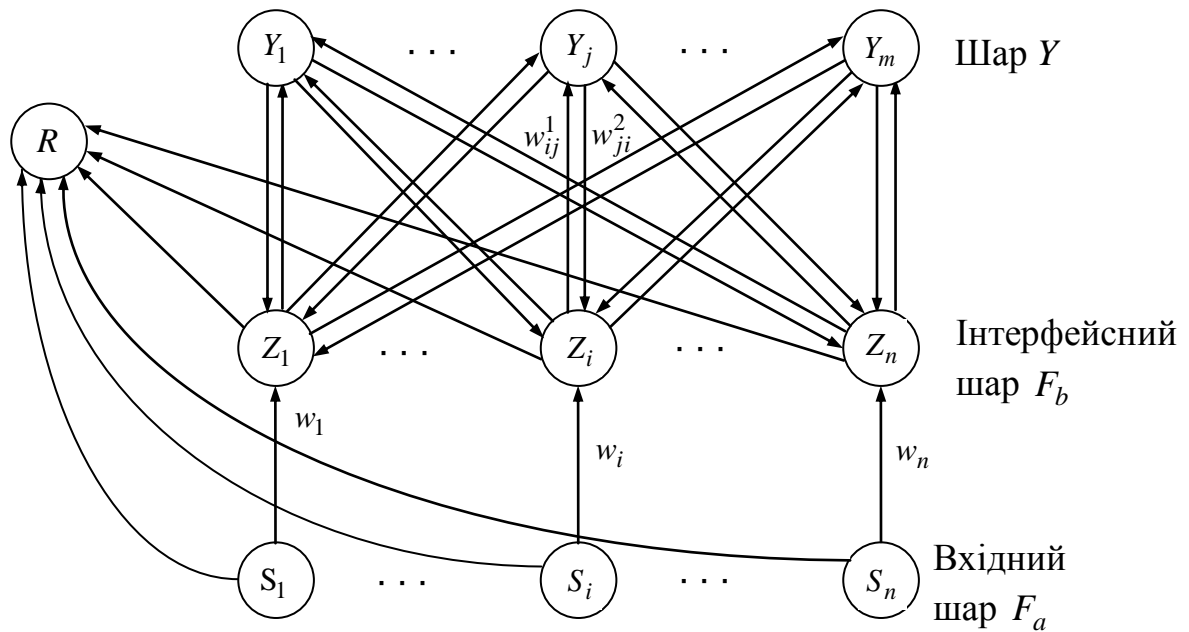 Y₁ . . . Yⱼ . . . Yₘ Шар Y
R
w¹ᵢⱼ w²ⱼᵢ
Z₁ . . . Zᵢ . . . Zₙ Інтерфейсний
шар F_b
w₁ wᵢ wₙ
S₁ . . . Sᵢ . . . Sₙ Вхідний
шар Fₐ